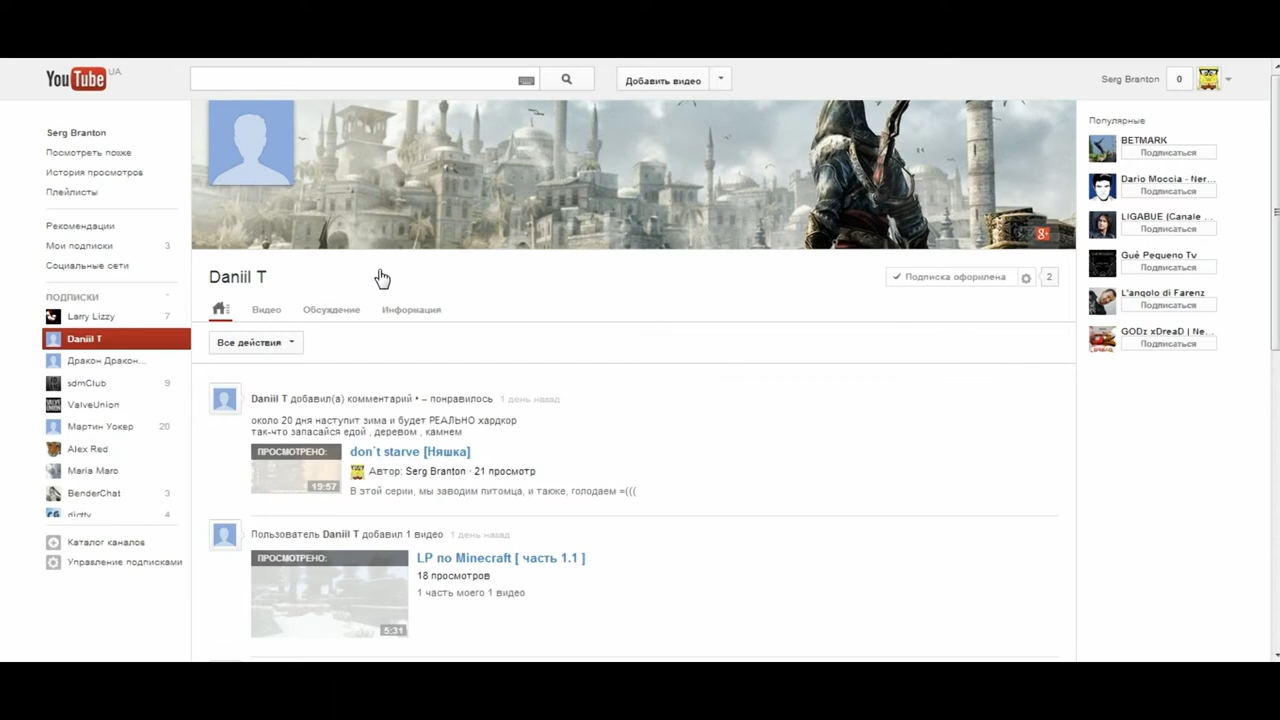 YouTube UA
Добавить видео
Serg Branton
0
Serg Branton
Посмотреть позже
История просмотров
Плейлисты
Рекомендации
Мои подписки 3
Социальные сети
ПОДПИСКИ
Larry Lizzy 7
Daniil T
Дракон Дракон...
sdmClub 9
ValveUnion
Мартин Уокер 20
Alex Red
Maria Maro
BenderChat 3
Каталог каналов
Управление подписками
g+
Daniil T
Подписка оформлена
2
Видео
Обсуждение
Информация
Все действия
Daniil T добавил(а) комментарий • – понравилось 1 день назад
около 20 дня наступит зима и будет РЕАЛЬНО хардкор
так-что запасайся едой , деревом , камнем
ПРОСМОТРЕНО:
19:57
don`t starve [Няшка]
Автор: Serg Branton · 21 просмотр
В этой серии, мы заводим питомца, и также, голодаем =(((
Пользователь Daniil T добавил 1 видео 1 день назад
ПРОСМОТРЕНО:
5:31
LP по Minecraft [ часть 1.1 ]
18 просмотров
1 часть моего 1 видео
Популярные
BETMARK
Подписаться
Dario Moccia - Ner...
Подписаться
LIGABUE (Canale ...
Подписаться
Guè Pequeno Tv
Подписаться
L'angolo di Farenz
Подписаться
GODz xDreaD | Ne...
Подписаться